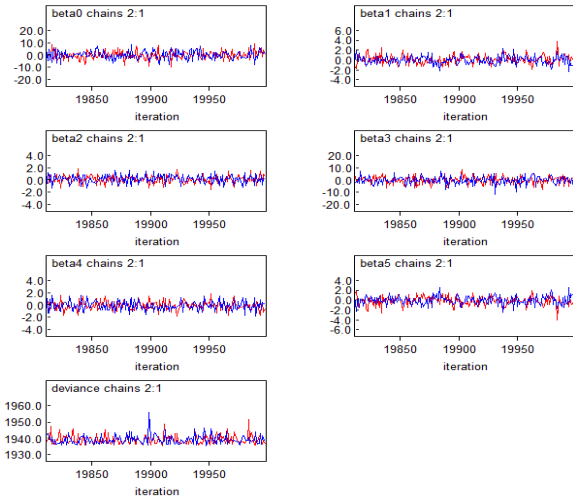 beta0 chains 2:1
20.0
10.0
0.0
-10.0
-20.0
19850 19900 19950
iteration
beta1 chains 2:1
6.0
4.0
2.0
0.0
-2.0
-4.0
19850 19900 19950
iteration
beta2 chains 2:1
4.0
2.0
0.0
-2.0
-4.0
19850 19900 19950
iteration
beta3 chains 2:1
20.0
10.0
0.0
-10.0
-20.0
19850 19900 19950
iteration
beta4 chains 2:1
4.0
2.0
0.0
-2.0
-4.0
19850 19900 19950
iteration
beta5 chains 2:1
4.0
2.0
0.0
-2.0
-4.0
-6.0
19850 19900 19950
iteration
deviance chains 2:1
1960.0
1950.0
1940.0
1930.0
19850 19900 19950
iteration